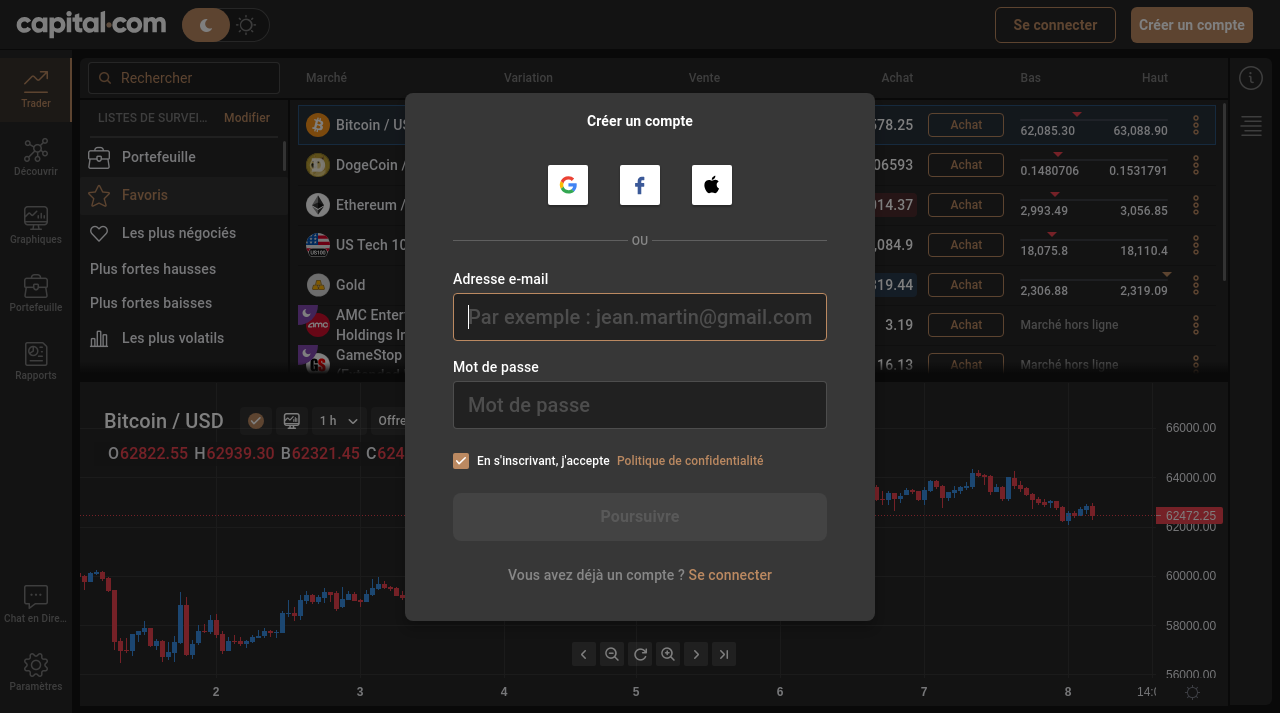 capital.com
Se connecter
Créer un compte
Trader
Découvrir
Graphiques
Portefeuille
Rapports
Chat en Dire...
Paramètres
Rechercher
LISTES DE SURVEI...
Modifier
Portefeuille
Favoris
Les plus négociés
Plus fortes hausses
Plus fortes baisses
Les plus volatils
Marché Variation Vente Achat Bas Haut
Bitcoin / US
578.25 Achat 62,085.30 63,088.90
DogeCoin /
06593 Achat 0.1480706 0.1531791
Ethereum /
014.37 Achat 2,993.49 3,056.85
US Tech 10
,084.9 Achat 18,075.8 18,110.4
Gold
319.44 Achat 2,306.88 2,319.09
AMC Enter
Holdings In
3.19 Achat Marché hors ligne
GameStop
16.13 Achat Marché hors ligne
Créer un compte
OU
Adresse e-mail
Par exemple : jean.martin@gmail.com
Mot de passe
Mot de passe
En s'inscrivant, j'accepte Politique de confidentialité
Poursuivre
Vous avez déjà un compte ? Se connecter
Bitcoin / USD
1 h
Offre
O62822.55 H62939.30 B62321.45 C624
66000.00
64000.00
62472.25
62000.00
60000.00
58000.00
56000.00
2 3 4 5 6 7 8 14:0